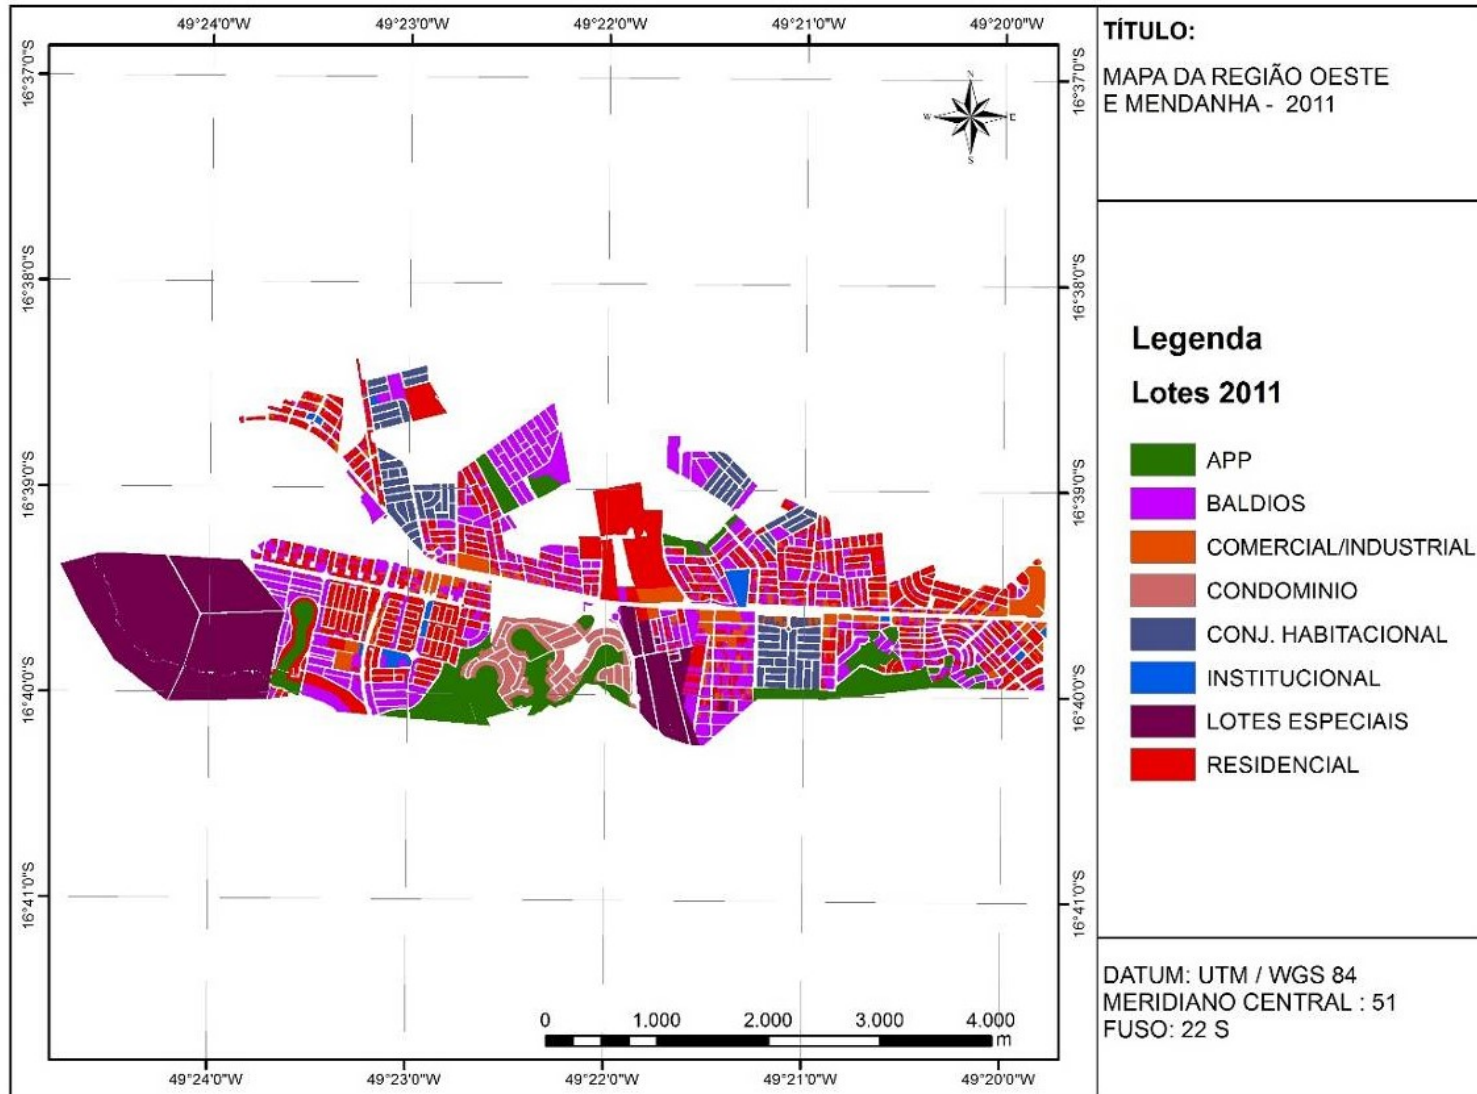 49°24'0"W
49°23'0"W
49°22'0"W
49°21'0"W
49°20'0"W
16°37'0"S
16°37'0"S
16°38'0"S
16°38'0"S
16°39'0"S
16°39'0"S
16°40'0"S
16°40'0"S
16°41'0"S
16°41'0"S
N
W
E
S
0
1.000
2.000
3.000
4.000
m
49°24'0"W
49°23'0"W
49°22'0"W
49°21'0"W
49°20'0"W
TÍTULO:
MAPA DA REGIÃO OESTE
E MENDANHA - 2011
Legenda
Lotes 2011
APP
BALDIOS
COMERCIAL/INDUSTRIAL
CONDOMINIO
CONJ. HABITACIONAL
INSTITUCIONAL
LOTES ESPECIAIS
RESIDENCIAL
DATUM: UTM / WGS 84
MERIDIANO CENTRAL : 51
FUSO: 22 S